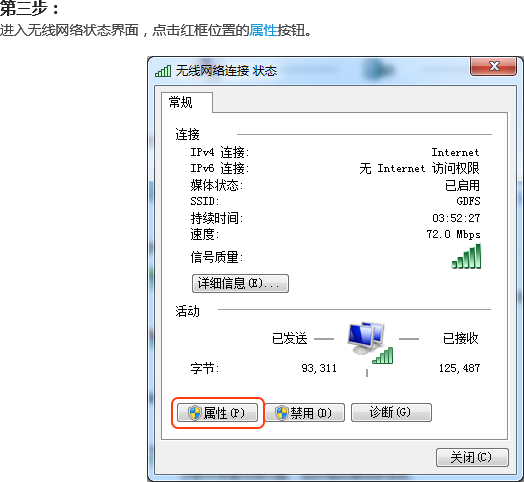 第三步：
进入无线网络状态界面，点击红框位置的属性按钮。
无线网络连接 状态
常规
连接
IPv4 连接: Internet
IPv6 连接: 无 Internet 访问权限
媒体状态: 已启用
SSID: GDFS
持续时间: 03:52:27
速度: 72.0 Mbps
信号质量:
详细信息(E)...
活动
已发送 — — 已接收
字节: 93,311 | 125,487
属性(P) 禁用(D) 诊断(G)
关闭(C)